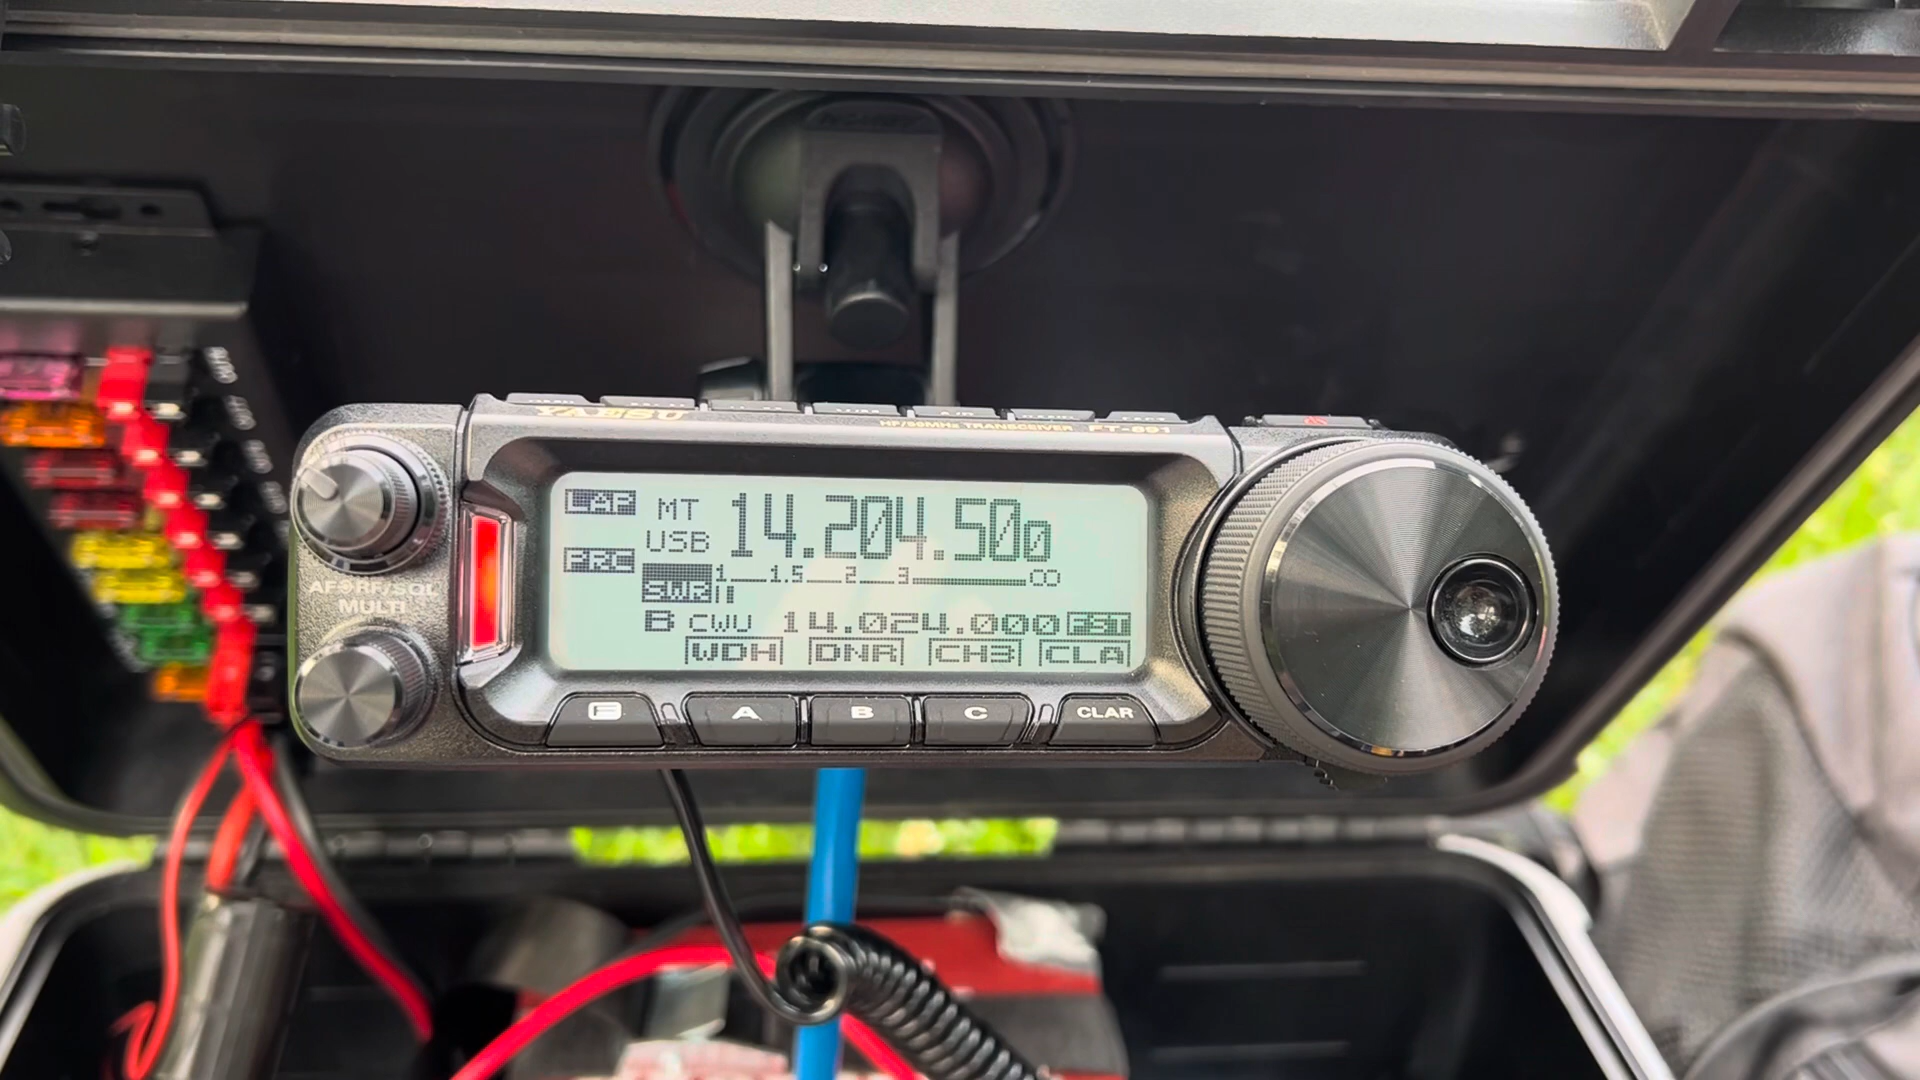 YAESU
HF/50MHz TRANSCEIVER FT-891
LAF MT 14.204.500
USB
PRC
1 1.5 2 3 ∞
SWR
B CWU 14.024.000 FST
WDH DNR CH3 CLA
AF⊙RF/SQL
MULTI
F A B C CLAR